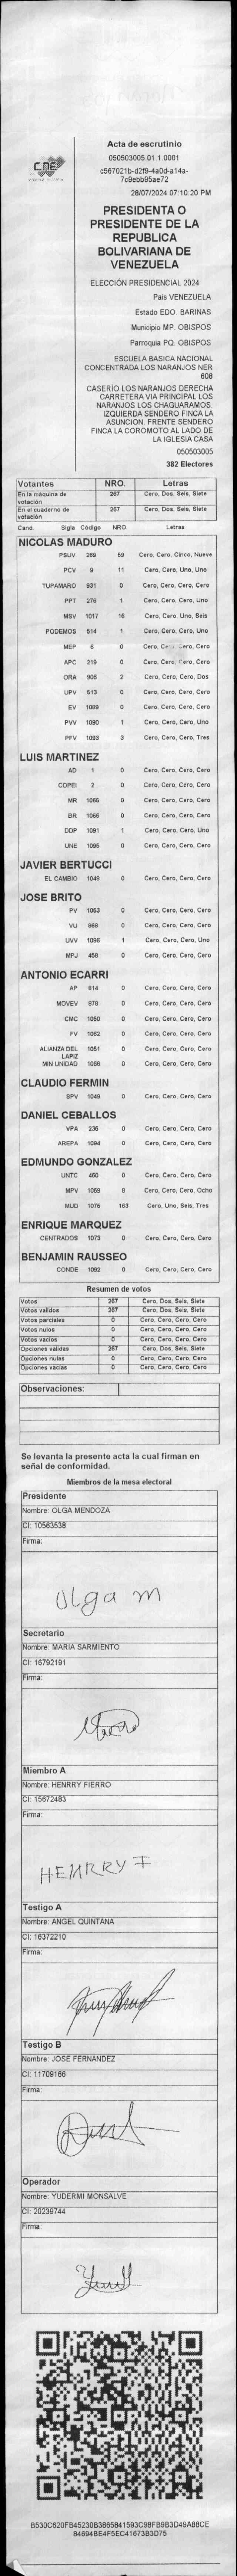 CNE
Acta de escrutinio
050503005.01.1.0001
28/07/2024 07:10:20 PM
PRESIDENTA O
PRESIDENTE DE LA
REPUBLICA
BOLIVARIANA DE
VENEZUELA
ELECCIÓN PRESIDENCIAL 2024
Pais VENEZUELA
Estado EDO. BARINAS
Municipio MP. OBISPOS
Parroquia PQ. OBISPOS
ESCUELA BASICA NACIONAL
CONCENTRADA LOS NARANJOS NER
608
CASERÍO LOS NARANJOS DERECHA
CARRETERA VIA PRINCIPAL LOS
NARANJOS LOS CHAGUARAMOS.
IZQUIERDA SENDERO FINCA LA
ASUNCION. FRENTE SENDERO
FINCA LA COROMOTO AL LADO DE
LA IGLESIA CASA
050503005
382 Electores
Votantes NRO. Letras
En la máquina de votación 267 Cero, Dos, Seis, Siete
En el cuaderno de votación 267 Cero, Dos, Seis, Siete
Cand. Sigla Código NRO. Letras
NICOLAS MADURO
PSUV 269 59 Cero, Cero, Cinco, Nueve
PCV 9 11 Cero, Cero, Uno, Uno
TUPAMARO 931 0 Cero, Cero, Cero, Cero
PPT 276 1 Cero, Cero, Cero, Uno
MSV 1017 16 Cero, Cero, Uno, Seis
PODEMOS 514 1 Cero, Cero, Cero, Uno
MEP 6 0 Cero, Cero, Cero, Cero
APC 219 0 Cero, Cero, Cero, Cero
ORA 905 2 Cero, Cero, Cero, Dos
UPV 513 0 Cero, Cero, Cero, Cero
EV 1089 0 Cero, Cero, Cero, Cero
PVV 1090 1 Cero, Cero, Cero, Uno
PFV 1093 3 Cero, Cero, Cero, Tres
LUIS MARTINEZ
AD 1 0 Cero, Cero, Cero, Cero
COPEI 2 0 Cero, Cero, Cero, Cero
MR 1065 0 Cero, Cero, Cero, Cero
BR 1066 0 Cero, Cero, Cero, Cero
DDP 1091 1 Cero, Cero, Cero, Uno
UNE 1095 0 Cero, Cero, Cero, Cero
JAVIER BERTUCCI
EL CAMBIO 1048 0 Cero, Cero, Cero, Cero
JOSE BRITO
PV 1053 0 Cero, Cero, Cero, Cero
VU 868 0 Cero, Cero, Cero, Cero
UVV 1096 1 Cero, Cero, Cero, Uno
MPJ 458 0 Cero, Cero, Cero, Cero
ANTONIO ECARRI
AP 814 0 Cero, Cero, Cero, Cero
MOVEV 878 0 Cero, Cero, Cero, Cero
CMC 1050 0 Cero, Cero, Cero, Cero
FV 1062 0 Cero, Cero, Cero, Cero
ALIANZA DEL LAPIZ 1051 0 Cero, Cero, Cero, Cero
MIN UNIDAD 1058 0 Cero, Cero, Cero, Cero
CLAUDIO FERMIN
SPV 1049 0 Cero, Cero, Cero, Cero
DANIEL CEBALLOS
VPA 236 0 Cero, Cero, Cero, Cero
AREPA 1094 0 Cero, Cero, Cero, Cero
EDMUNDO GONZALEZ
UNTC 460 0 Cero, Cero, Cero, Cero
MPV 1069 8 Cero, Cero, Cero, Ocho
MUD 1075 163 Cero, Uno, Seis, Tres
ENRIQUE MARQUEZ
CENTRADOS 1073 0 Cero, Cero, Cero, Cero
BENJAMIN RAUSSEO
CONDE 1092 0 Cero, Cero, Cero, Cero
Resumen de votos
Votos 267 Cero, Dos, Seis, Siete
Votos validos 267 Cero, Dos, Seis, Siete
Votos parciales 0 Cero, Cero, Cero, Cero
Votos nulos 0 Cero, Cero, Cero, Cero
Votos vacios 0 Cero, Cero, Cero, Cero
Opciones validas 267 Cero, Dos, Seis, Siete
Opciones nulas 0 Cero, Cero, Cero, Cero
Opciones vacias 0 Cero, Cero, Cero, Cero
Observaciones:
Se levanta la presente acta la cual firman en
señal de conformidad.
Miembros de la mesa electoral
Presidente
Nombre: OLGA MENDOZA
CI: 10563538
Firma:
Olga M
Secretario
Nombre: MARIA SARMIENTO
CI: 16792191
Firma:
Miembro A
Nombre: HENRRY FIERRO
CI: 15672483
Firma:
HENRRY F
Testigo A
Nombre: ANGEL QUINTANA
CI: 16372210
Firma:
Testigo B
Nombre: JOSE FERNANDEZ
CI: 11709166
Firma:
Operador
Nombre: YUDERMI MONSALVE
CI: 20239744
Firma: